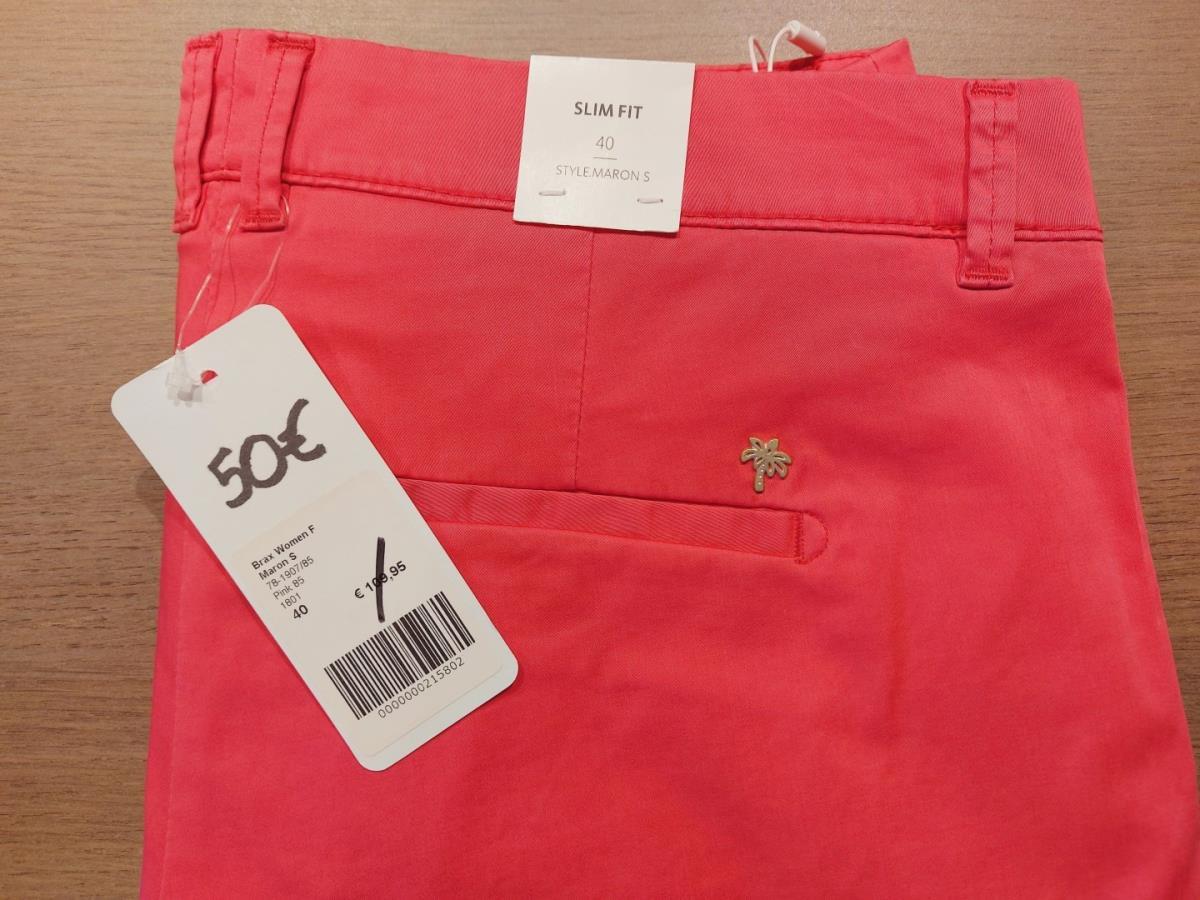 SLIM FIT
40
STYLE.MARON S
50€
Brax Women F
Maron S
78-1907/85
Pink 85
1801
40
€ 109,95
0000000215802